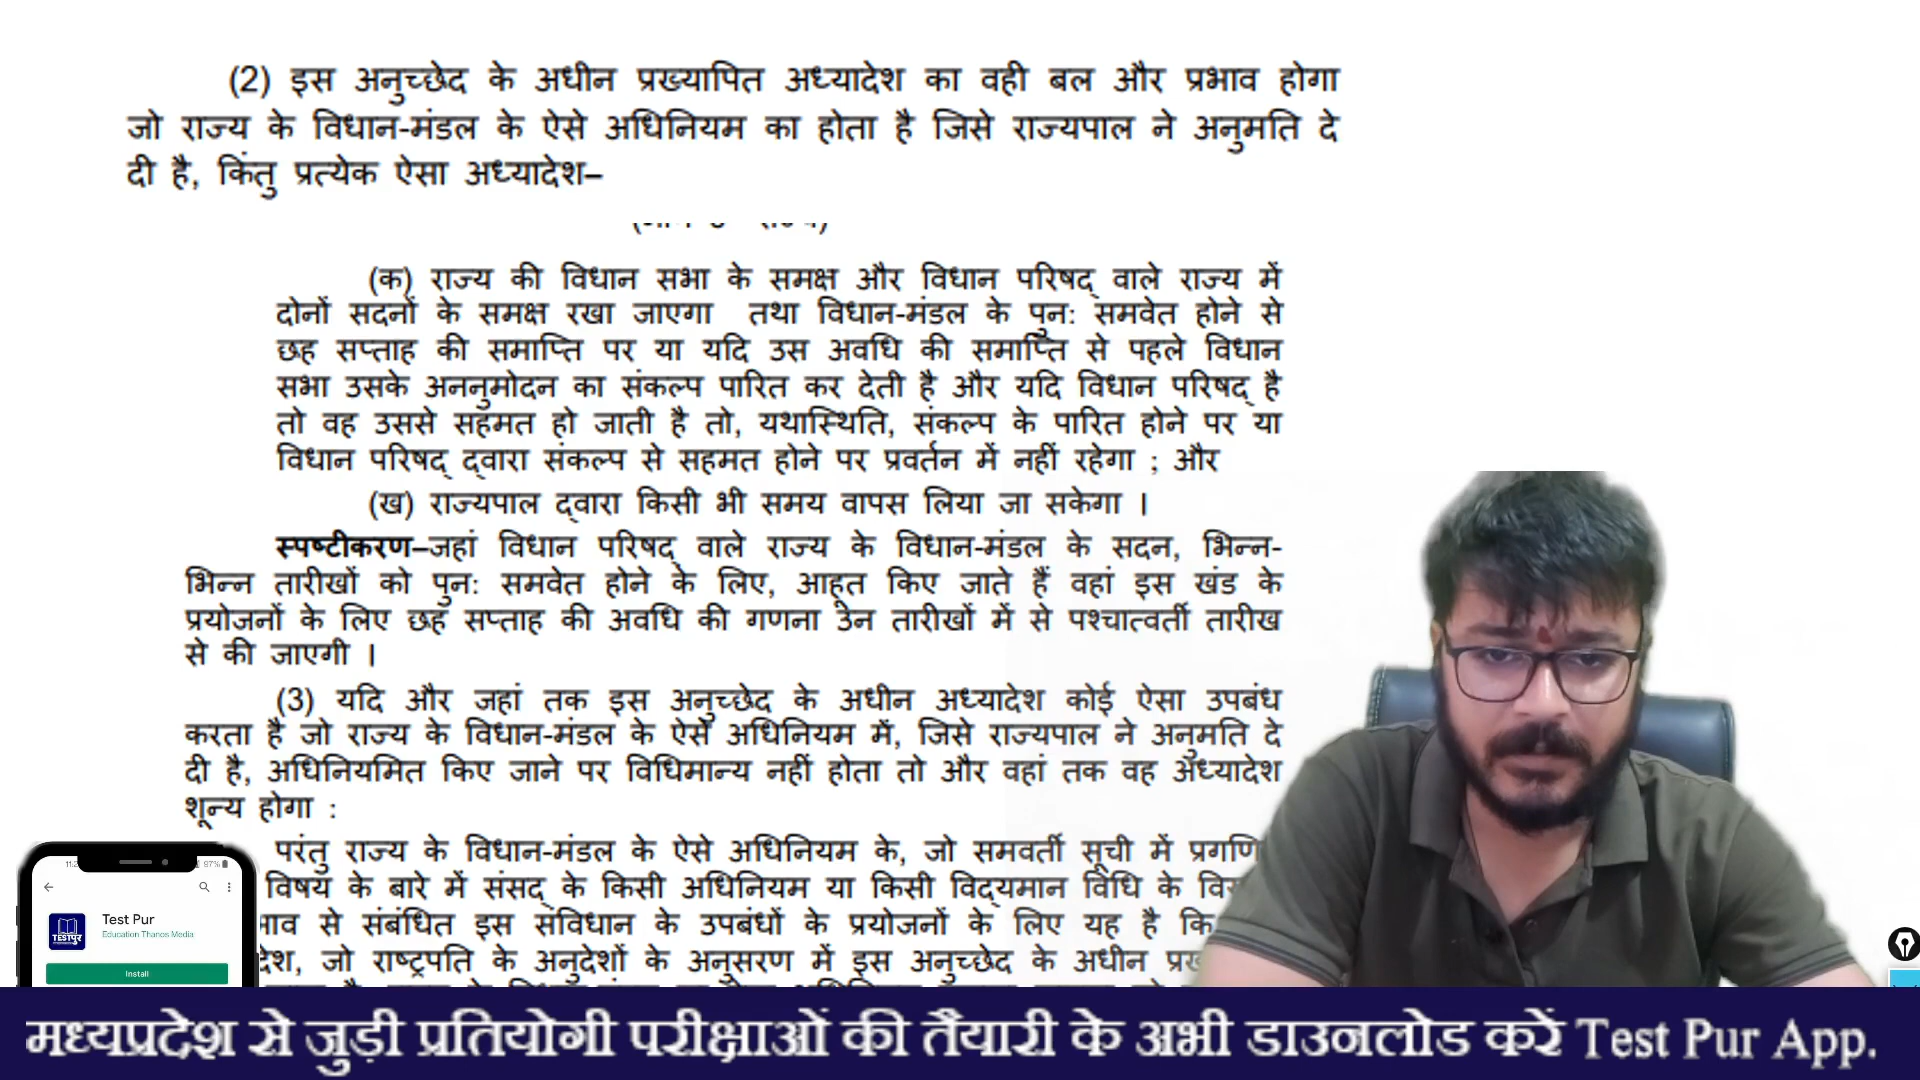 (2) इस अनुच्छेद के अधीन प्रख्यापित अध्यादेश का वही बल और प्रभाव होगा
जो राज्य के विधान-मंडल के ऐसे अधिनियम का होता है जिसे राज्यपाल ने अनुमति दे
दी है, किंतु प्रत्येक ऐसा अध्यादेश–
(क) राज्य की विधान सभा के समक्ष और विधान परिषद् वाले राज्य में
दोनों सदनों के समक्ष रखा जाएगा तथा विधान-मंडल के पुन: समवेत होने से
छह सप्ताह की समाप्ति पर या यदि उस अवधि की समाप्ति से पहले विधान
सभा उसके अननुमोदन का संकल्प पारित कर देती है और यदि विधान परिषद् है
तो वह उससे सहमत हो जाती है तो, यथास्थिति, संकल्प के पारित होने पर या
विधान परिषद् द्वारा संकल्प से सहमत होने पर प्रवर्तन में नहीं रहेगा ; और
(ख) राज्यपाल द्वारा किसी भी समय वापस लिया जा सकेगा ।
स्पष्टीकरण–जहां विधान परिषद् वाले राज्य के विधान-मंडल के सदन, भिन्न-
भिन्न तारीखों को पुन: समवेत होने के लिए, आहूत किए जाते हैं वहां इस खंड के
प्रयोजनों के लिए छह सप्ताह की अवधि की गणना उन तारीखों में से पश्चात्वर्ती तारीख
से की जाएगी ।
(3) यदि और जहां तक इस अनुच्छेद के अधीन अध्यादेश कोई ऐसा उपबंध
करता है जो राज्य के विधान-मंडल के ऐसे अधिनियम में, जिसे राज्यपाल ने अनुमति दे
दी है, अधिनियमित किए जाने पर विधिमान्य नहीं होता तो और वहां तक वह अध्यादेश
शून्य होगा :
परंतु राज्य के विधान-मंडल के ऐसे अधिनियम के, जो समवर्ती सूची में
विषय के बारे में संसद् के किसी अधिनियम या किसी विद्यमान विधि के
से संबंधित इस संविधान के उपबंधों के प्रयोजनों के लिए यह है कि
जो राष्ट्रपति के अनुदेशों के अनुसरण में इस अनुच्छेद के अधीन
97%
Test Pur
Education Thanos Media
TESTपुर
Install
मध्यप्रदेश से जुड़ी प्रतियोगी परीक्षाओं की तैयारी के अभी डाउनलोड करें Test Pur App.